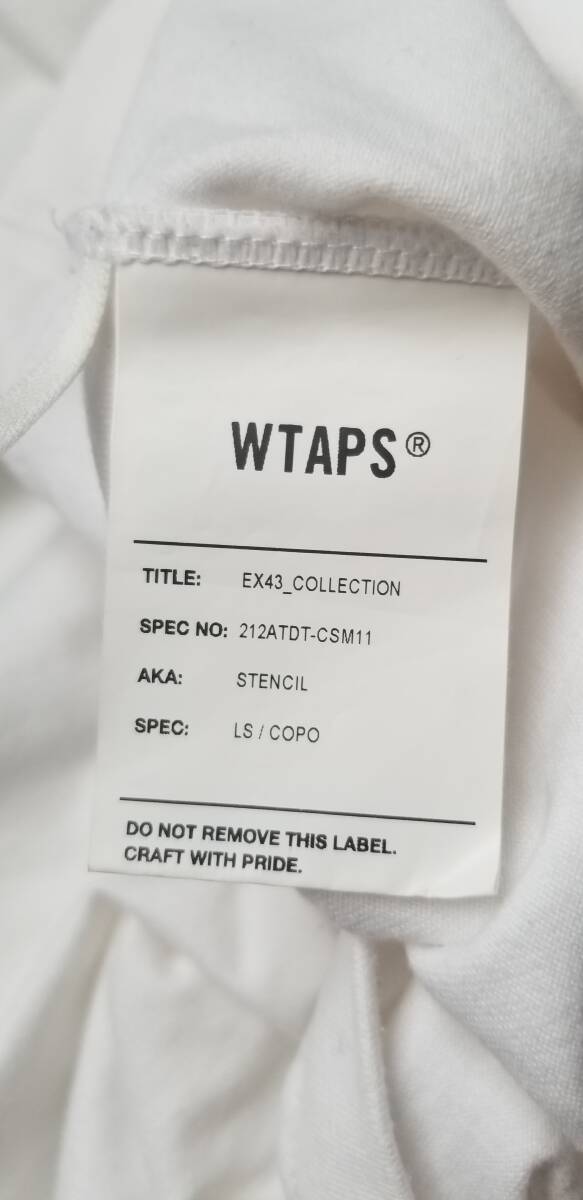 WTAPS®
TITLE: EX43_COLLECTION
SPEC NO: 212ATDT-CSM11
AKA: STENCIL
SPEC: LS / COPO
DO NOT REMOVE THIS LABEL.
CRAFT WITH PRIDE.